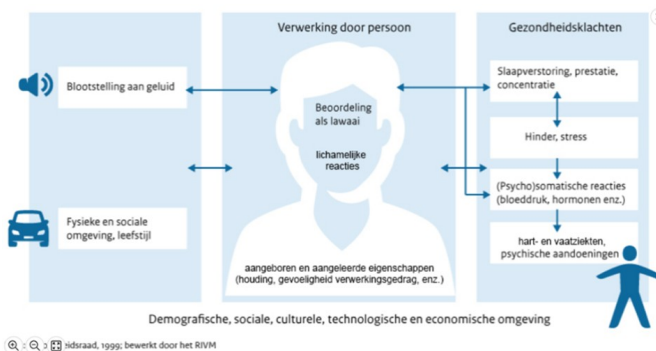 Verwerking door persoon
Gezondheidsklachten
Blootstelling aan geluid
Fysieke en sociale
omgeving, leefstijl
Beoordeling
als lawaai
lichamelijke
reacties
aangeboren en aangeleerde eigenschappen
(houding, gevoeligheid verwerkingsgedrag, enz.)
Slaapverstoring, prestatie,
concentratie
Hinder, stress
(Psycho)somatische reacties
(bloeddruk, hormonen enz.)
hart- en vaatziekten,
psychische aandoeningen
Demografische, sociale, culturele, technologische en economische omgeving
eidsraad, 1999; bewerkt door het RIVM